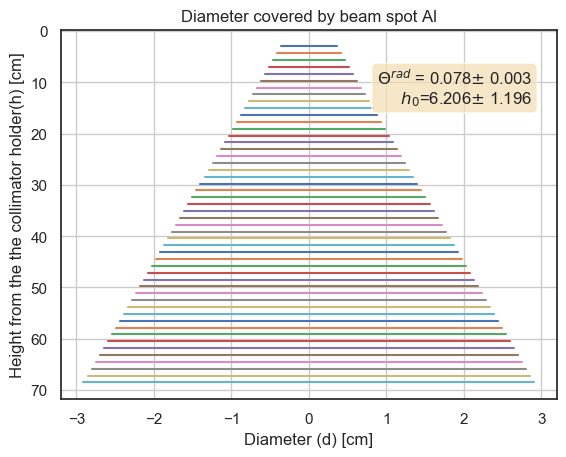 Diameter covered by beam spot Al
Θ^rad = 0.078± 0.003
h₀=6.206± 1.196
Height from the the collimator holder(h) [cm]
0
10
20
30
40
50
60
70
−3 −2 −1 0 1 2 3
Diameter (d) [cm]